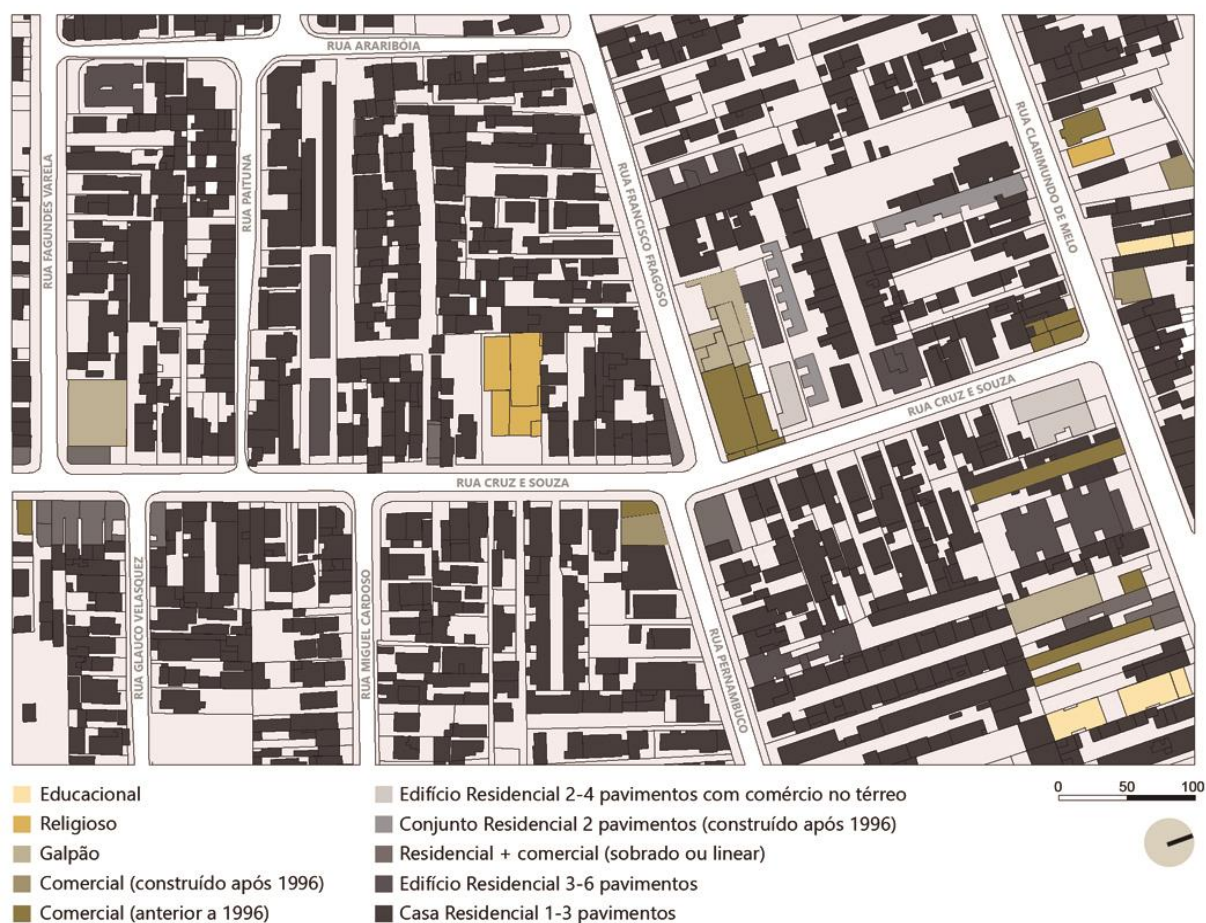 RUA ARARIBÓIA
RUA FAGUNDES VARELA
RUA PAITUNA
RUA FRANCISCO FRAGOSO
RUA CLARIMUNDO DE MELO
RUA CRUZ E SOUZA
RUA CRUZ E SOUZA
RUA GLAUCO VELASQUEZ
RUA MIGUEL CARDOSO
RUA PERNAMBUCO
Educacional
Religioso
Galpão
Comercial (construído após 1996)
Comercial (anterior a 1996)
Edifício Residencial 2-4 pavimentos com comércio no térreo
Conjunto Residencial 2 pavimentos (construído após 1996)
Residencial + comercial (sobrado ou linear)
Edifício Residencial 3-6 pavimentos
Casa Residencial 1-3 pavimentos
0 50 100